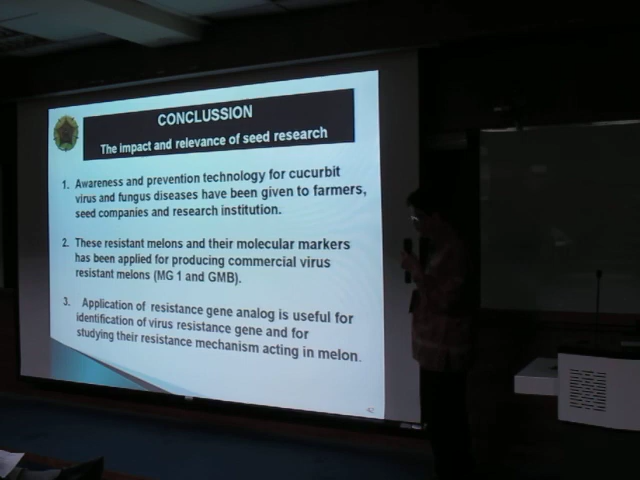 CONCLUSSION
The impact and relevance of seed research
1. Awareness and prevention technology for cucurbit
virus and fungus diseases have been given to farmers,
seed companies and research institution.
2. These resistant melons and their molecular markers
has been applied for producing commercial virus
resistant melons (MG 1 and GMB).
3. Application of resistance gene analog is useful for
identification of virus resistance gene and for
studying their resistance mechanism acting in melon.
42